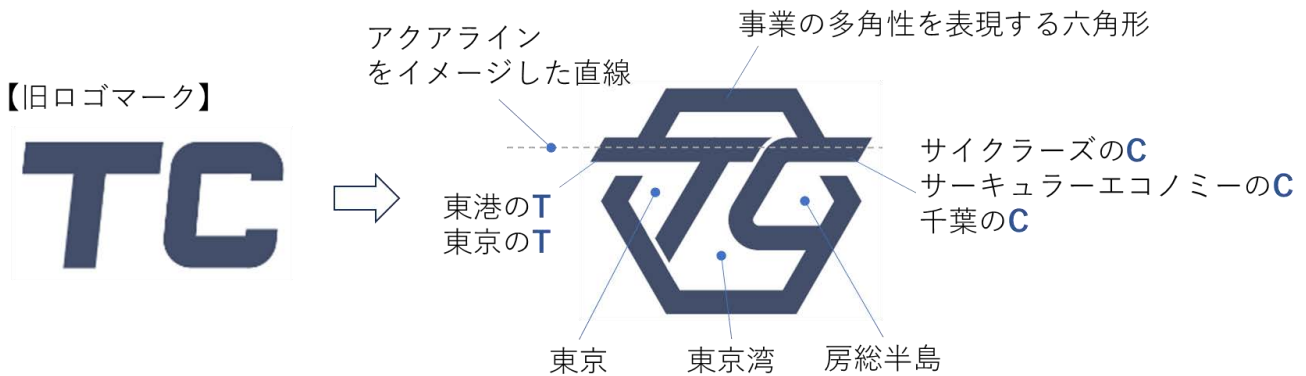 事業の多角性を表現する六角形
アクアライン
をイメージした直線
【旧ロゴマーク】
TC
TC
サイクラーズのC
サーキュラーエコノミーのC
千葉のC
東港のT
東京のT
東京
東京湾
房総半島